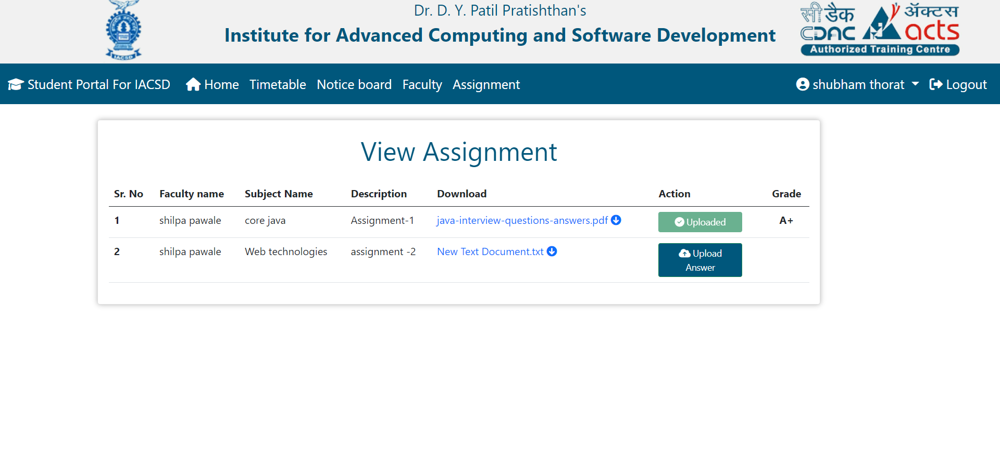 Dr. D. Y. Patil Pratishthan's
Institute for Advanced Computing and Software Development
IACSD
सी डैक
CDAC
ॲक्टस
acts
Authorized Training Centre
Student Portal For IACSD Home Timetable Notice board Faculty Assignment shubham thorat Logout
View Assignment
Sr. No Faculty name Subject Name Description Download Action Grade
1 shilpa pawale core java Assignment-1 java-interview-questions-answers.pdf Uploaded A+
2 shilpa pawale Web technologies assignment -2 New Text Document.txt Upload
Answer